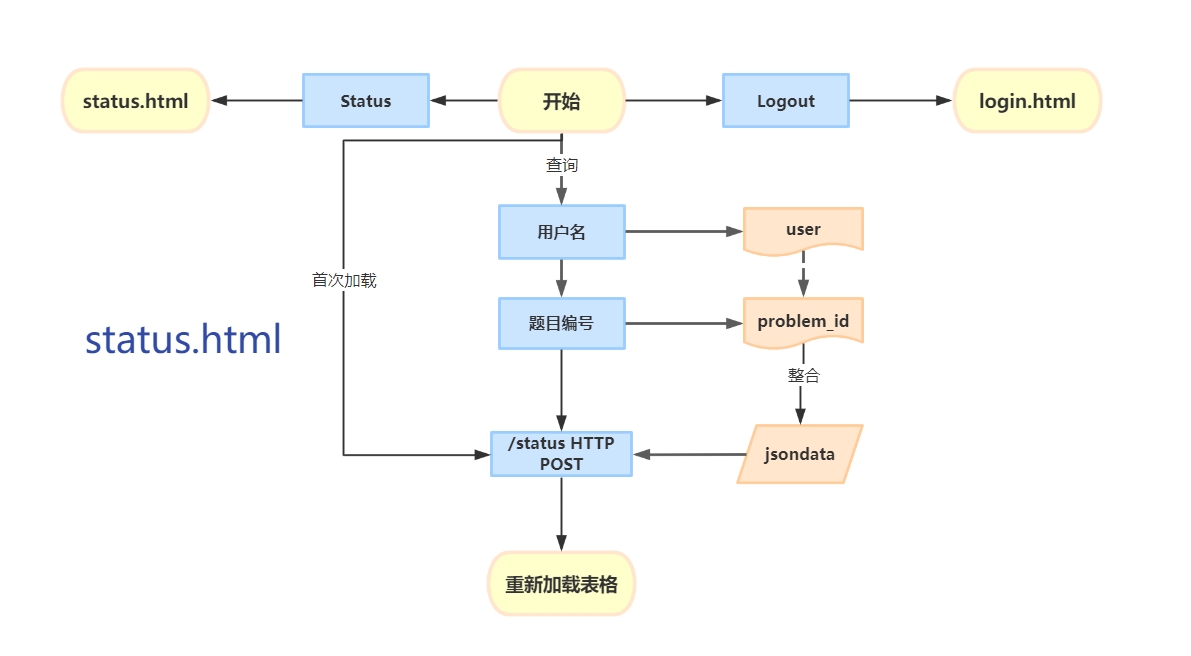 status.html
Status
开始
Logout
login.html
查询
用户名
user
首次加载
题目编号
problem_id
status.html
整合
/status HTTP
POST
jsondata
重新加载表格